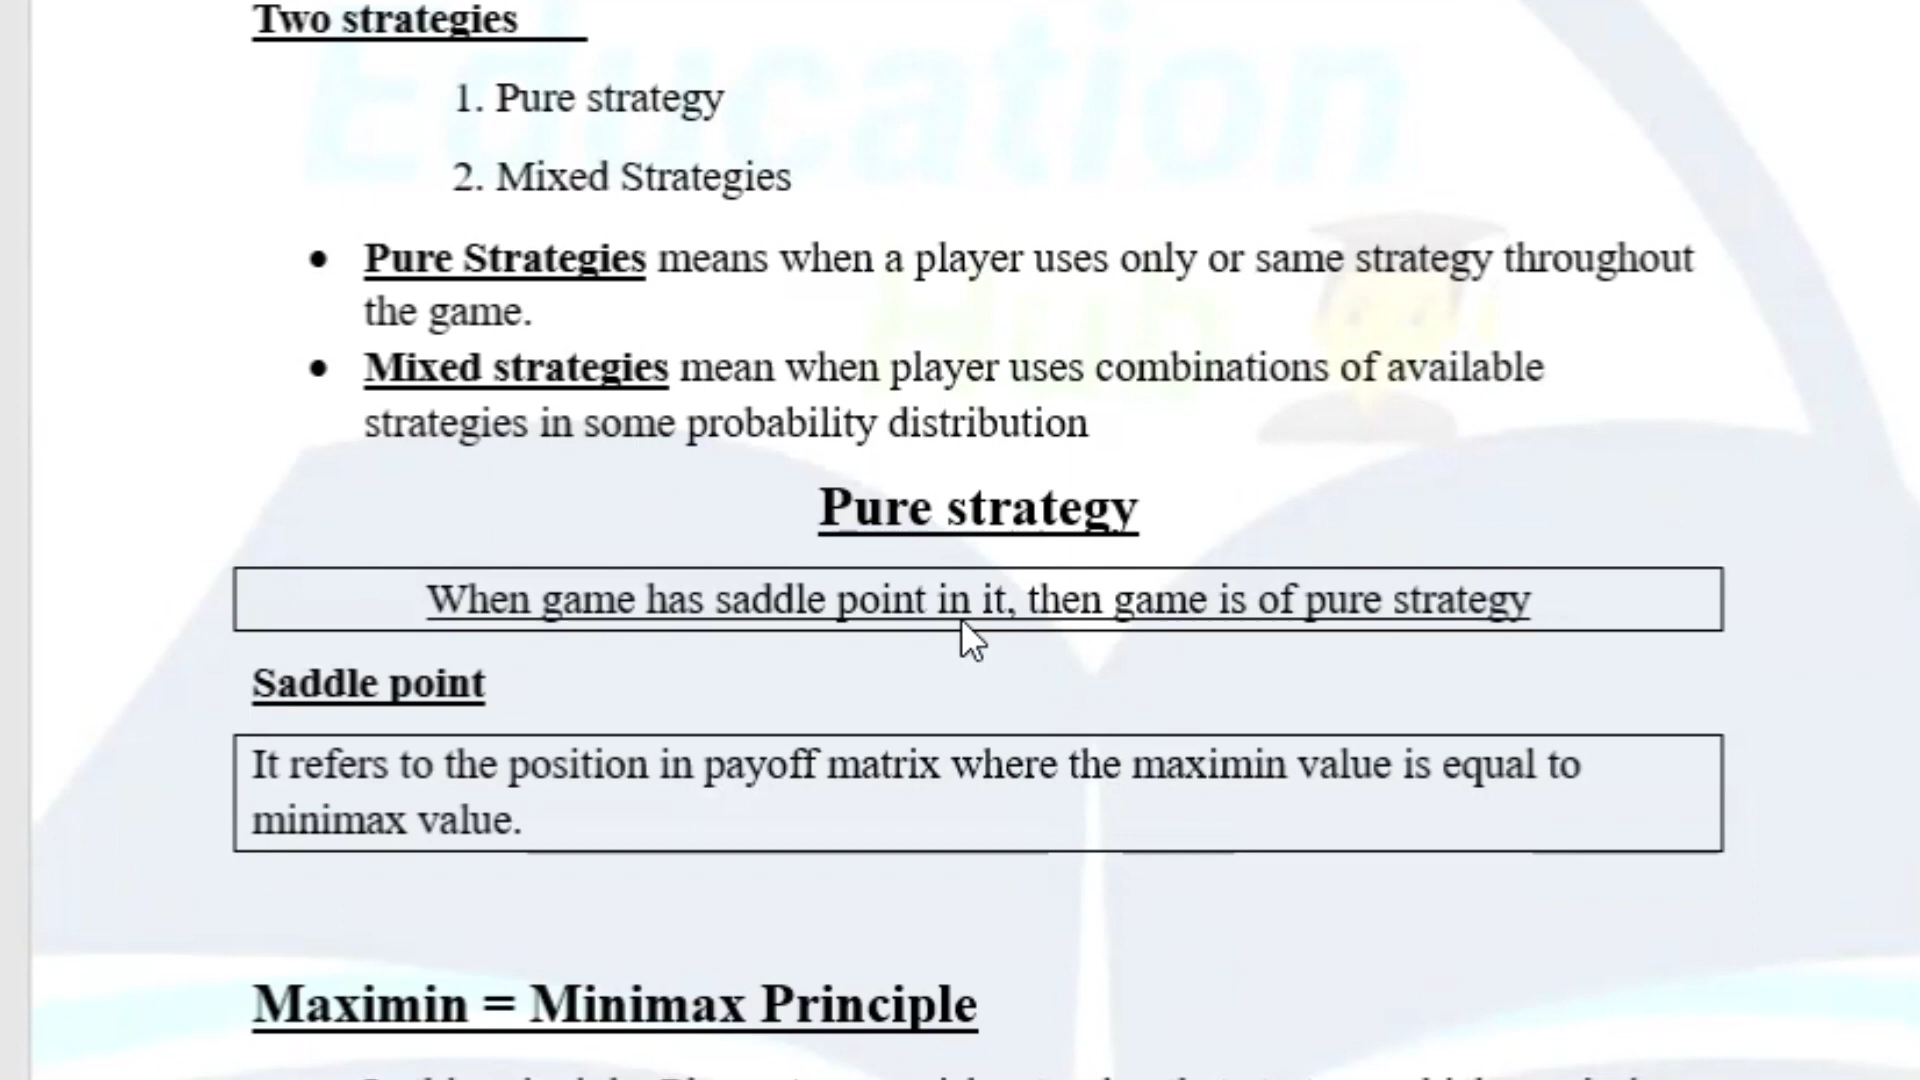 Two strategies
1. Pure strategy
2. Mixed Strategies
• Pure Strategies means when a player uses only or same strategy throughout
the game.
• Mixed strategies mean when player uses combinations of available
strategies in some probability distribution
Pure strategy
When game has saddle point in it, then game is of pure strategy
Saddle point
It refers to the position in payoff matrix where the maximin value is equal to
minimax value.
Maximin = Minimax Principle
Education
Hub